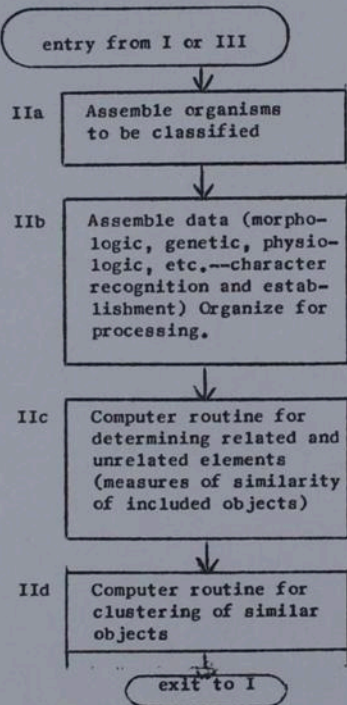 entry from I or III
IIa
Assemble organisms
to be classified
IIb
Assemble data (morpho-
logic, genetic, physio-
logic, etc.--character
recognition and estab-
lishment) Organize for
processing.
IIc
Computer routine for
determining related and
unrelated elements
(measures of similarity
of included objects)
IId
Computer routine for
clustering of similar
objects
exit to I